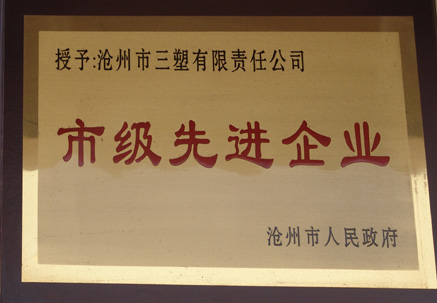 授予:沧州市三塑有限责任公司
市级先进企业
沧州市人民政府